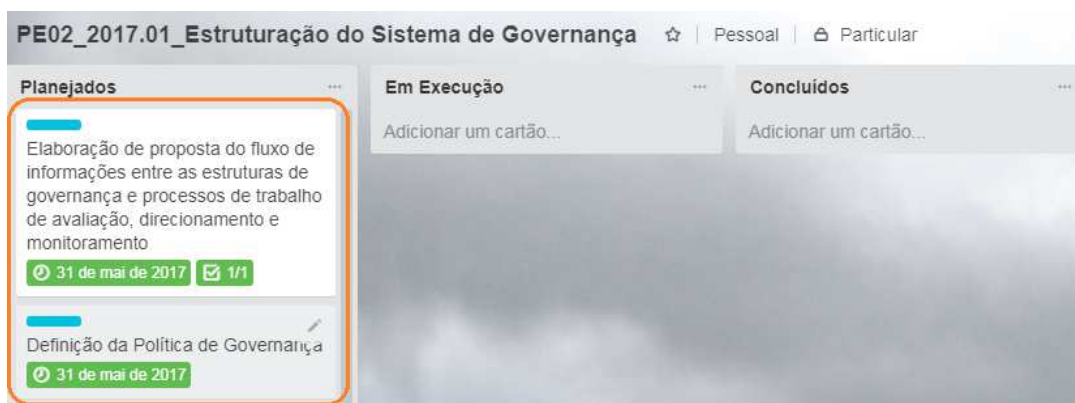 PE02_2017.01_Estruturação do Sistema de Governança Pessoal Particular
Planejados
Elaboração de proposta do fluxo de
informações entre as estruturas de
governança e processos de trabalho
de avaliação, direcionamento e
monitoramento
31 de mai de 2017 1/1
Definição da Política de Governança
31 de mai de 2017
Em Execução
Adicionar um cartão...
Concluídos
Adicionar um cartão...